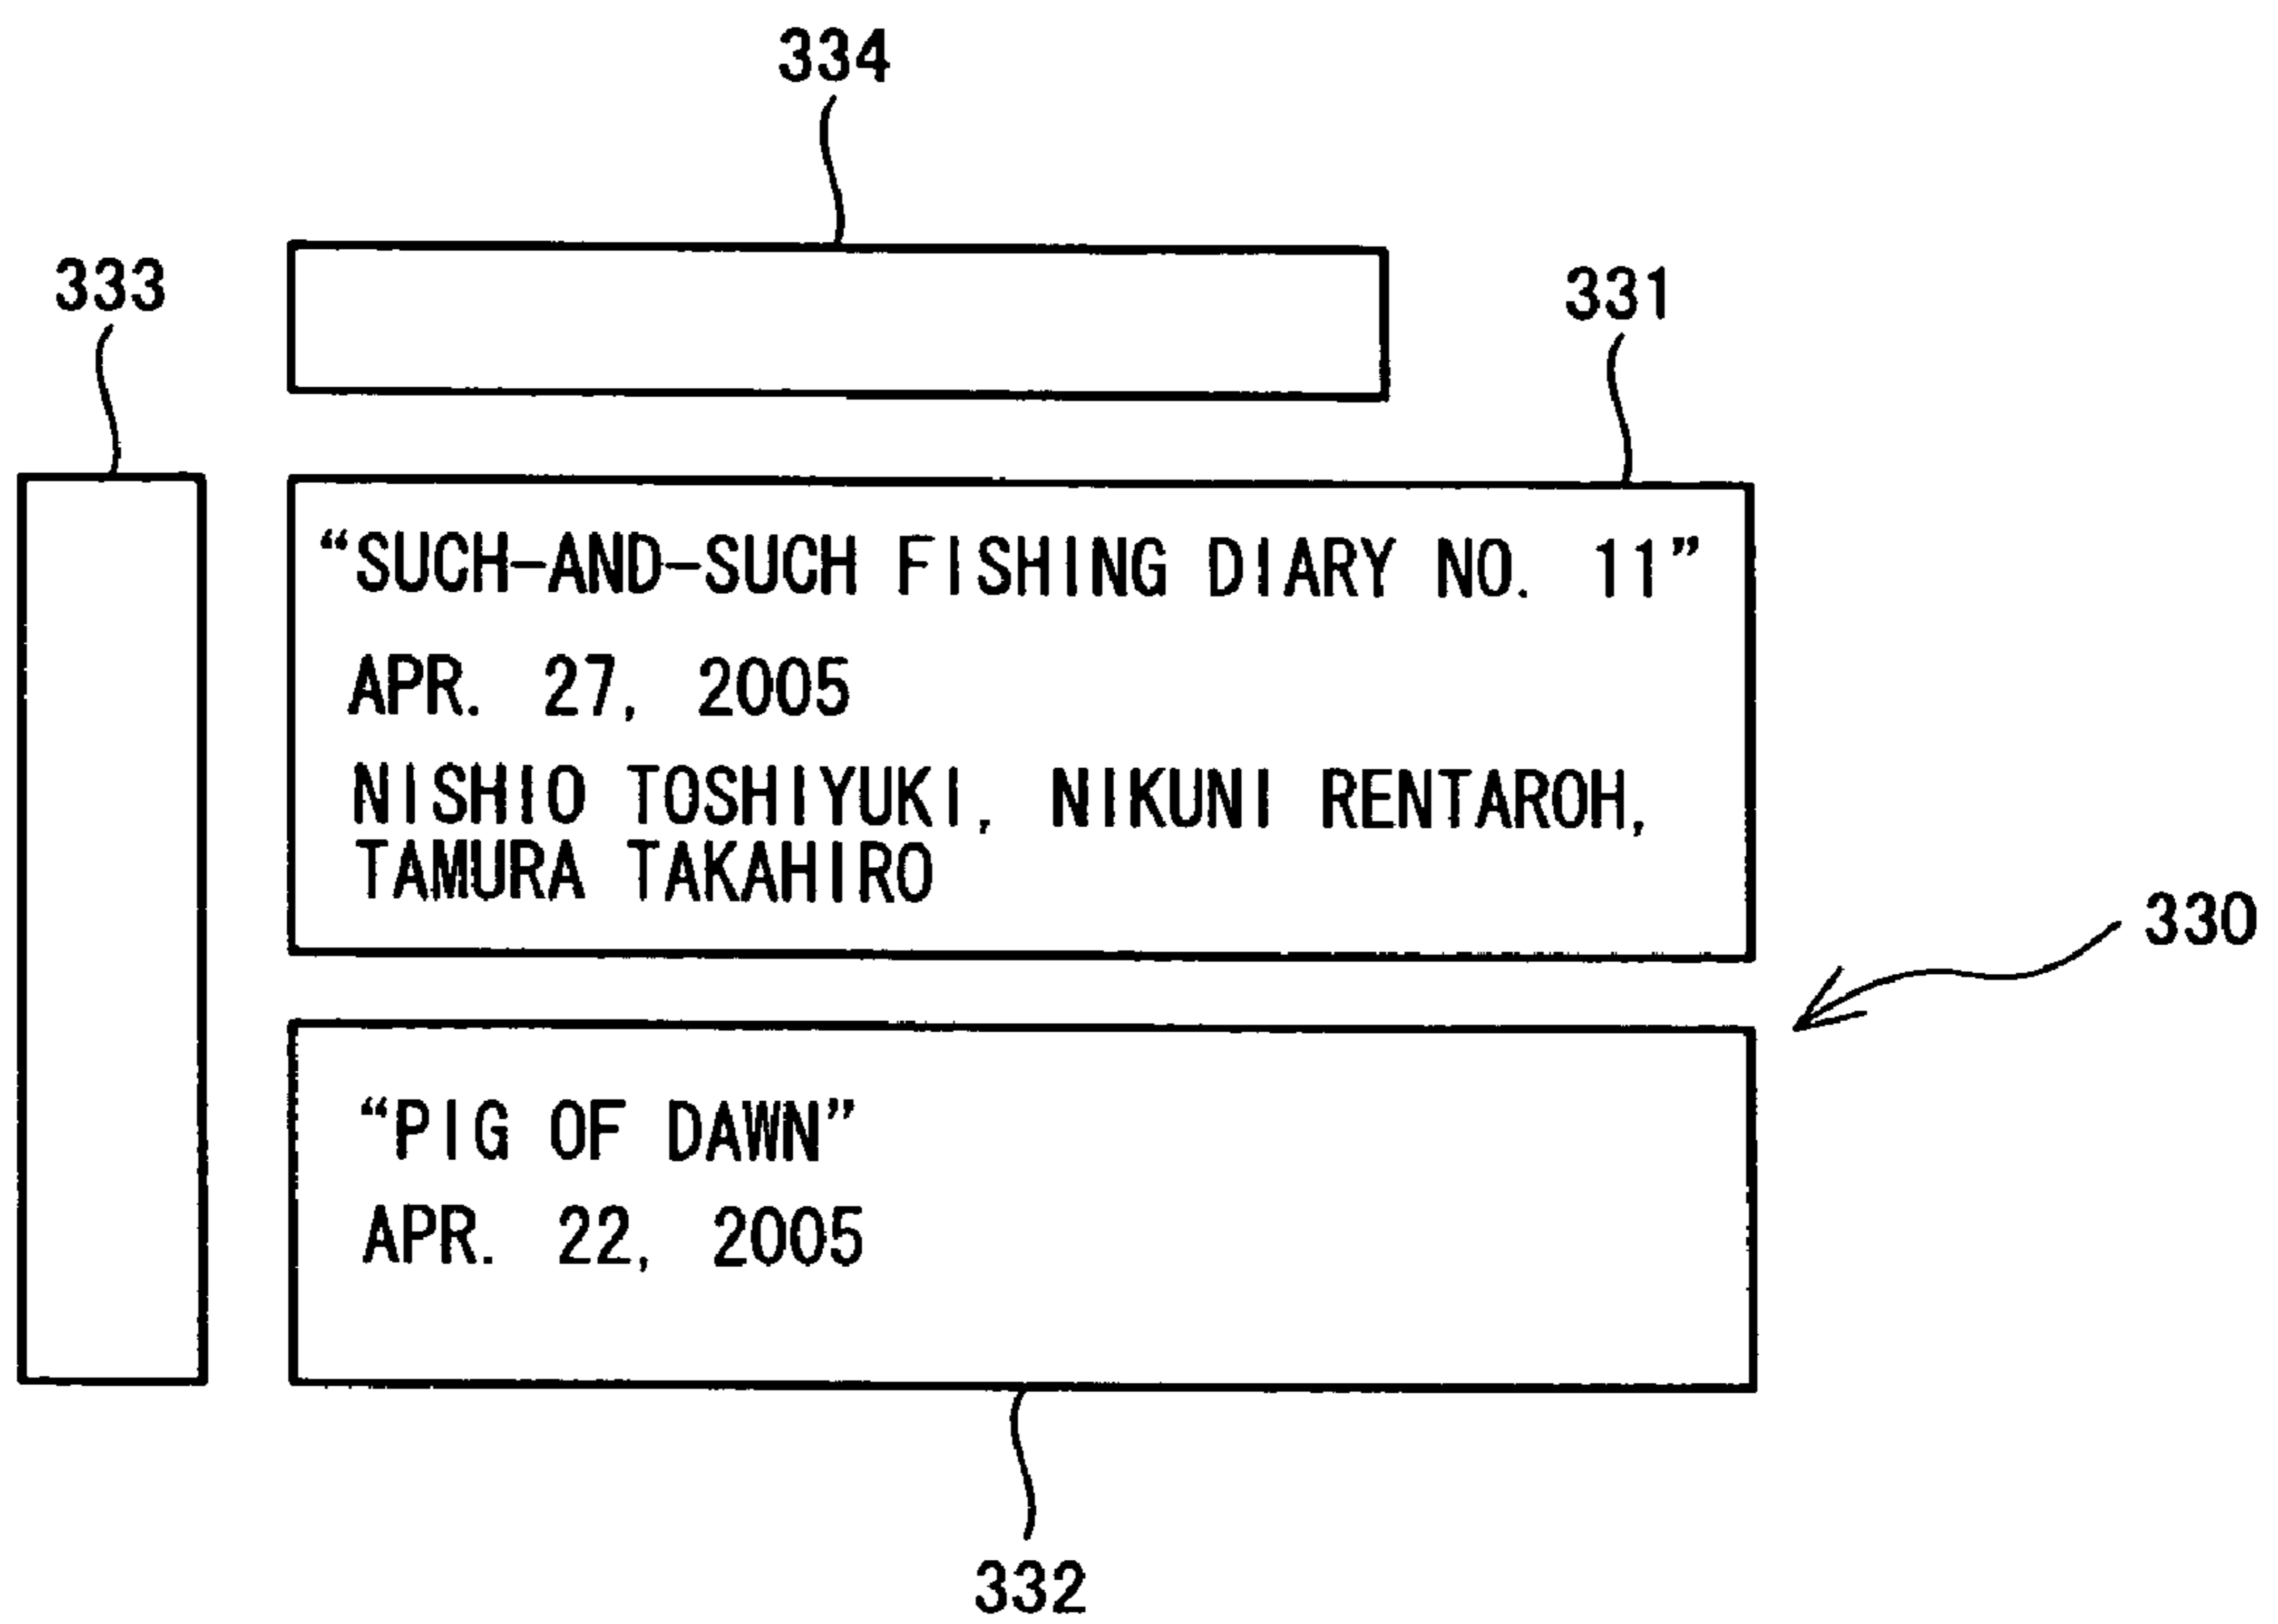 334
333
331
“SUCH-AND-SUCH FISHING DIARY NO. 11”
APR. 27, 2005
NISHIO TOSHIYUKI, NIKUNI RENTAROH,
TAMURA TAKAHIRO
330
“PIG OF DAWN”
APR. 22, 2005
332